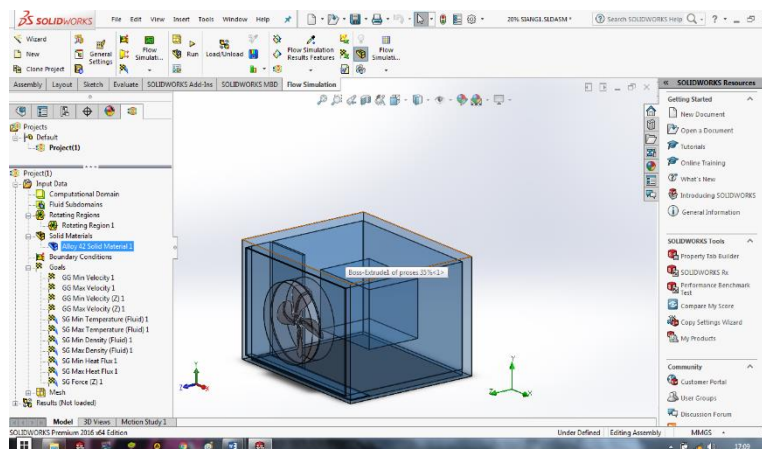 SOLIDWORKS File Edit View Insert Tools Window Help 20% SIANG1.SLDASM * Search SOLIDWORKS Help
Wizard
New
Clone Project
General Settings
Flow Simulati...
Run Load/Unload
Flow Simulation Results Features
Flow Simulati...
Assembly Layout Sketch Evaluate SOLIDWORKS Add-Ins SOLIDWORKS MBD Flow Simulation
Projects
Default
Project(1)
Project(1)
Input Data
Computational Domain
Fluid Subdomains
Rotating Regions
Rotating Region 1
Solid Materials
Alloy 42 Solid Material 1
Boundary Conditions
Goals
GG Min Velocity 1
GG Max Velocity 1
GG Min Velocity (Z) 1
GG Max Velocity (Z) 1
SG Min Temperature (Fluid) 1
SG Max Temperature (Fluid) 1
SG Min Density (Fluid) 1
SG Max Density (Fluid) 1
SG Min Heat Flux 1
SG Max Heat Flux 1
SG Force (Z) 1
Mesh
Results (Not loaded)
Boss-Extrude1 of proses 35%<1>
Y
Z X
Y
Z X
SOLIDWORKS Resources
Getting Started
New Document
Open a Document
Tutorials
Online Training
What's New
Introducing SOLIDWORKS
General Information
SOLIDWORKS Tools
Property Tab Builder
SOLIDWORKS Rx
Performance Benchmark Test
Compare My Score
Copy Settings Wizard
My Products
Community
Customer Portal
User Groups
Discussion Forum
Model 3D Views Motion Study 1
SOLIDWORKS Premium 2016 x64 Edition Under Defined Editing Assembly MMGS
17:09